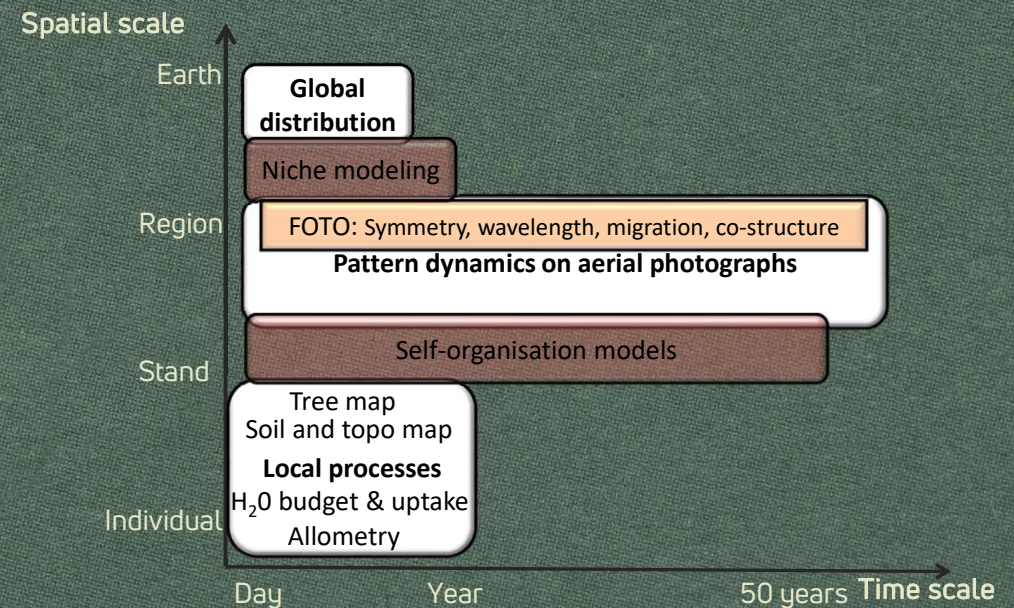 Spatial scale
Earth
Global
distribution
Niche modeling
Region
FOTO: Symmetry, wavelength, migration, co-structure
Pattern dynamics on aerial photographs
Self-organisation models
Stand
Tree map
Soil and topo map
Local processes
H₂0 budget & uptake
Individual
Allometry
Day
Year
50 years
Time scale